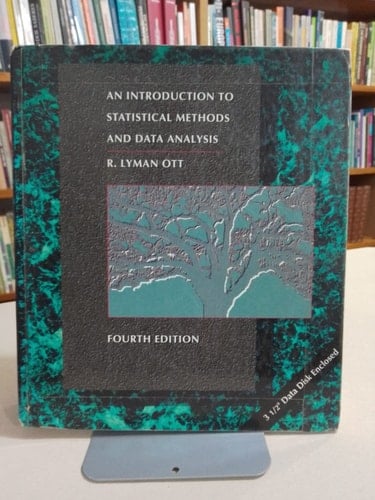 AN INTRODUCTION TO
STATISTICAL METHODS
AND DATA ANALYSIS
R. LYMAN OTT
FOURTH EDITION
3 1/2" Data Disk Enclosed